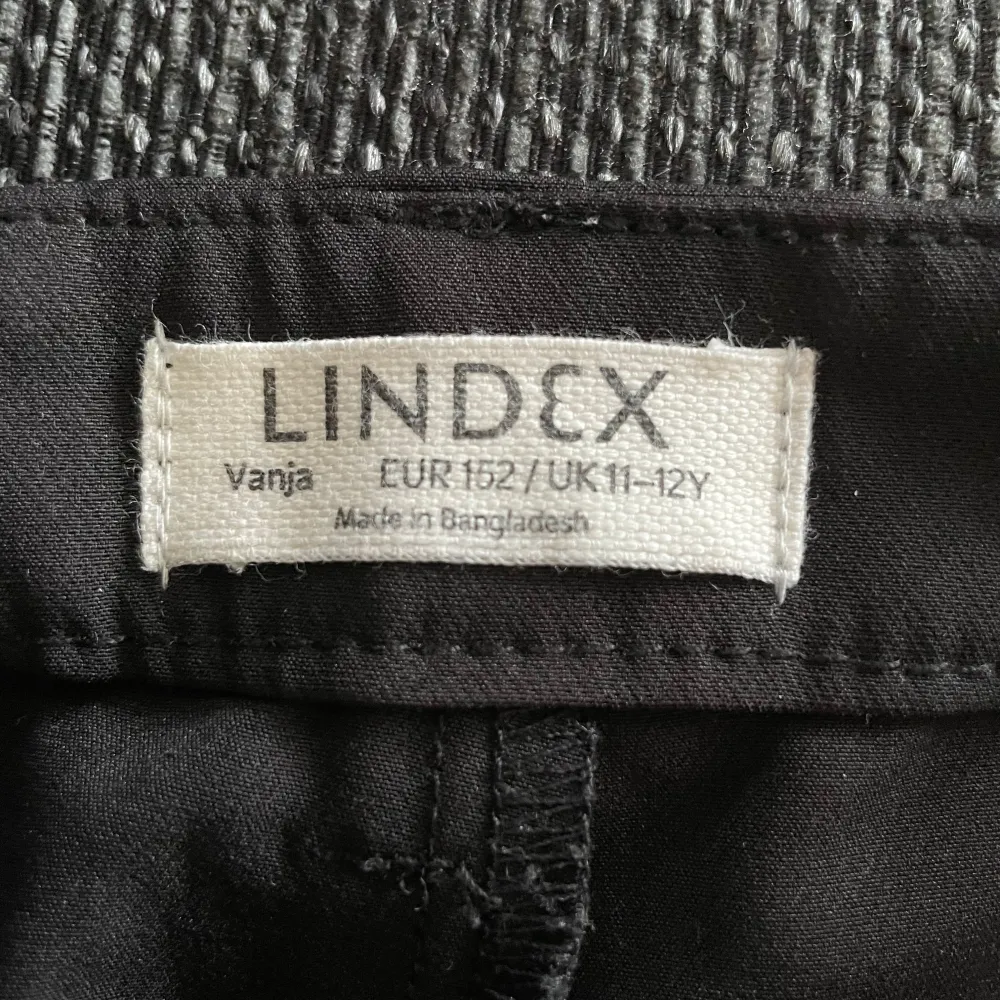 LINDEX
Vanja EUR 152 / UK 11–12Y
Made in Bangladesh